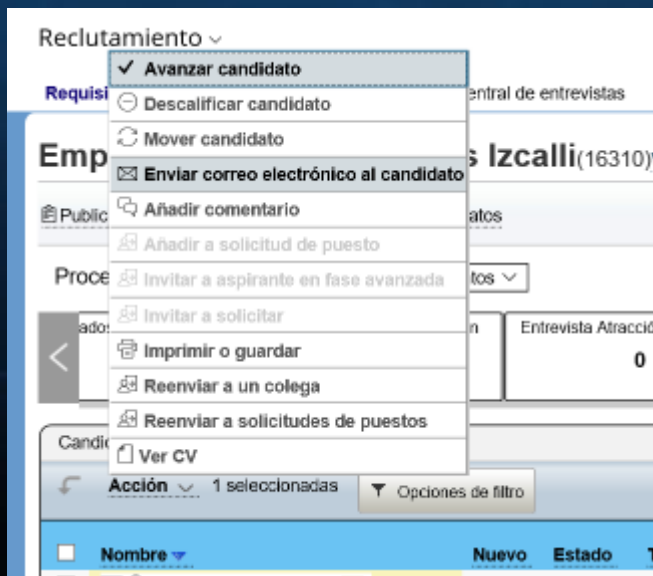 Reclutamiento
✓ Avanzar candidato
Requisi
entral de entrevistas
Descalificar candidato
Mover candidato
Emp
s Izcalli(16310)
Enviar correo electrónico al candidato
Public
Añadir comentario
atos
Añadir a solicitud de puesto
Proce
Invitar a aspirante en fase avanzada
tos
Invitar a solicitar
ados
n
Entrevista Atracció
Imprimir o guardar
0
Reenviar a un colega
Reenviar a solicitudes de puestos
Candid
Ver CV
Acción
1 seleccionadas
Opciones de filtro
Nombre
Nuevo
Estado
T